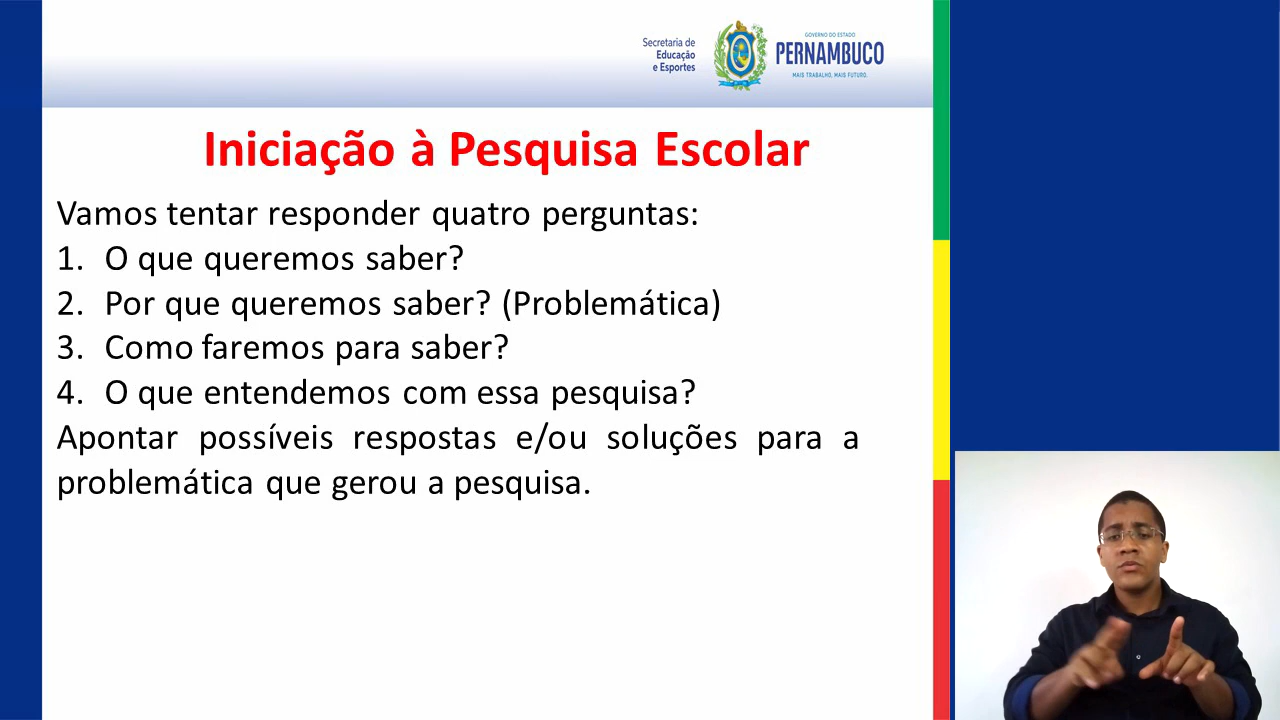 Secretaria de
Educação
e Esportes
GOVERNO DO ESTADO
PERNAMBUCO
MAIS TRABALHO, MAIS FUTURO.
Iniciação à Pesquisa Escolar
Vamos tentar responder quatro perguntas:
1. O que queremos saber?
2. Por que queremos saber? (Problemática)
3. Como faremos para saber?
4. O que entendemos com essa pesquisa?
Apontar possíveis respostas e/ou soluções para a
problemática que gerou a pesquisa.